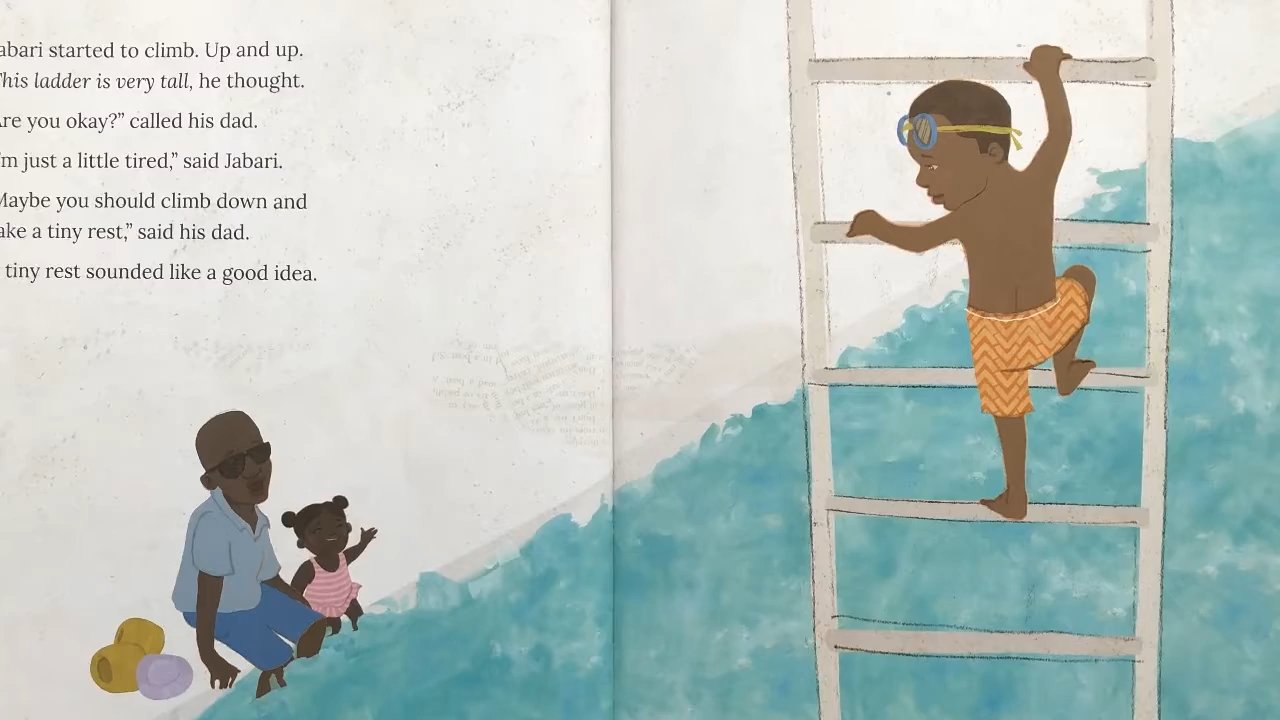 abari started to climb. Up and up.
This ladder is very tall, he thought.
Are you okay?” called his dad.
I’m just a little tired,” said Jabari.
Maybe you should climb down and
ake a tiny rest,” said his dad.
tiny rest sounded like a good idea.